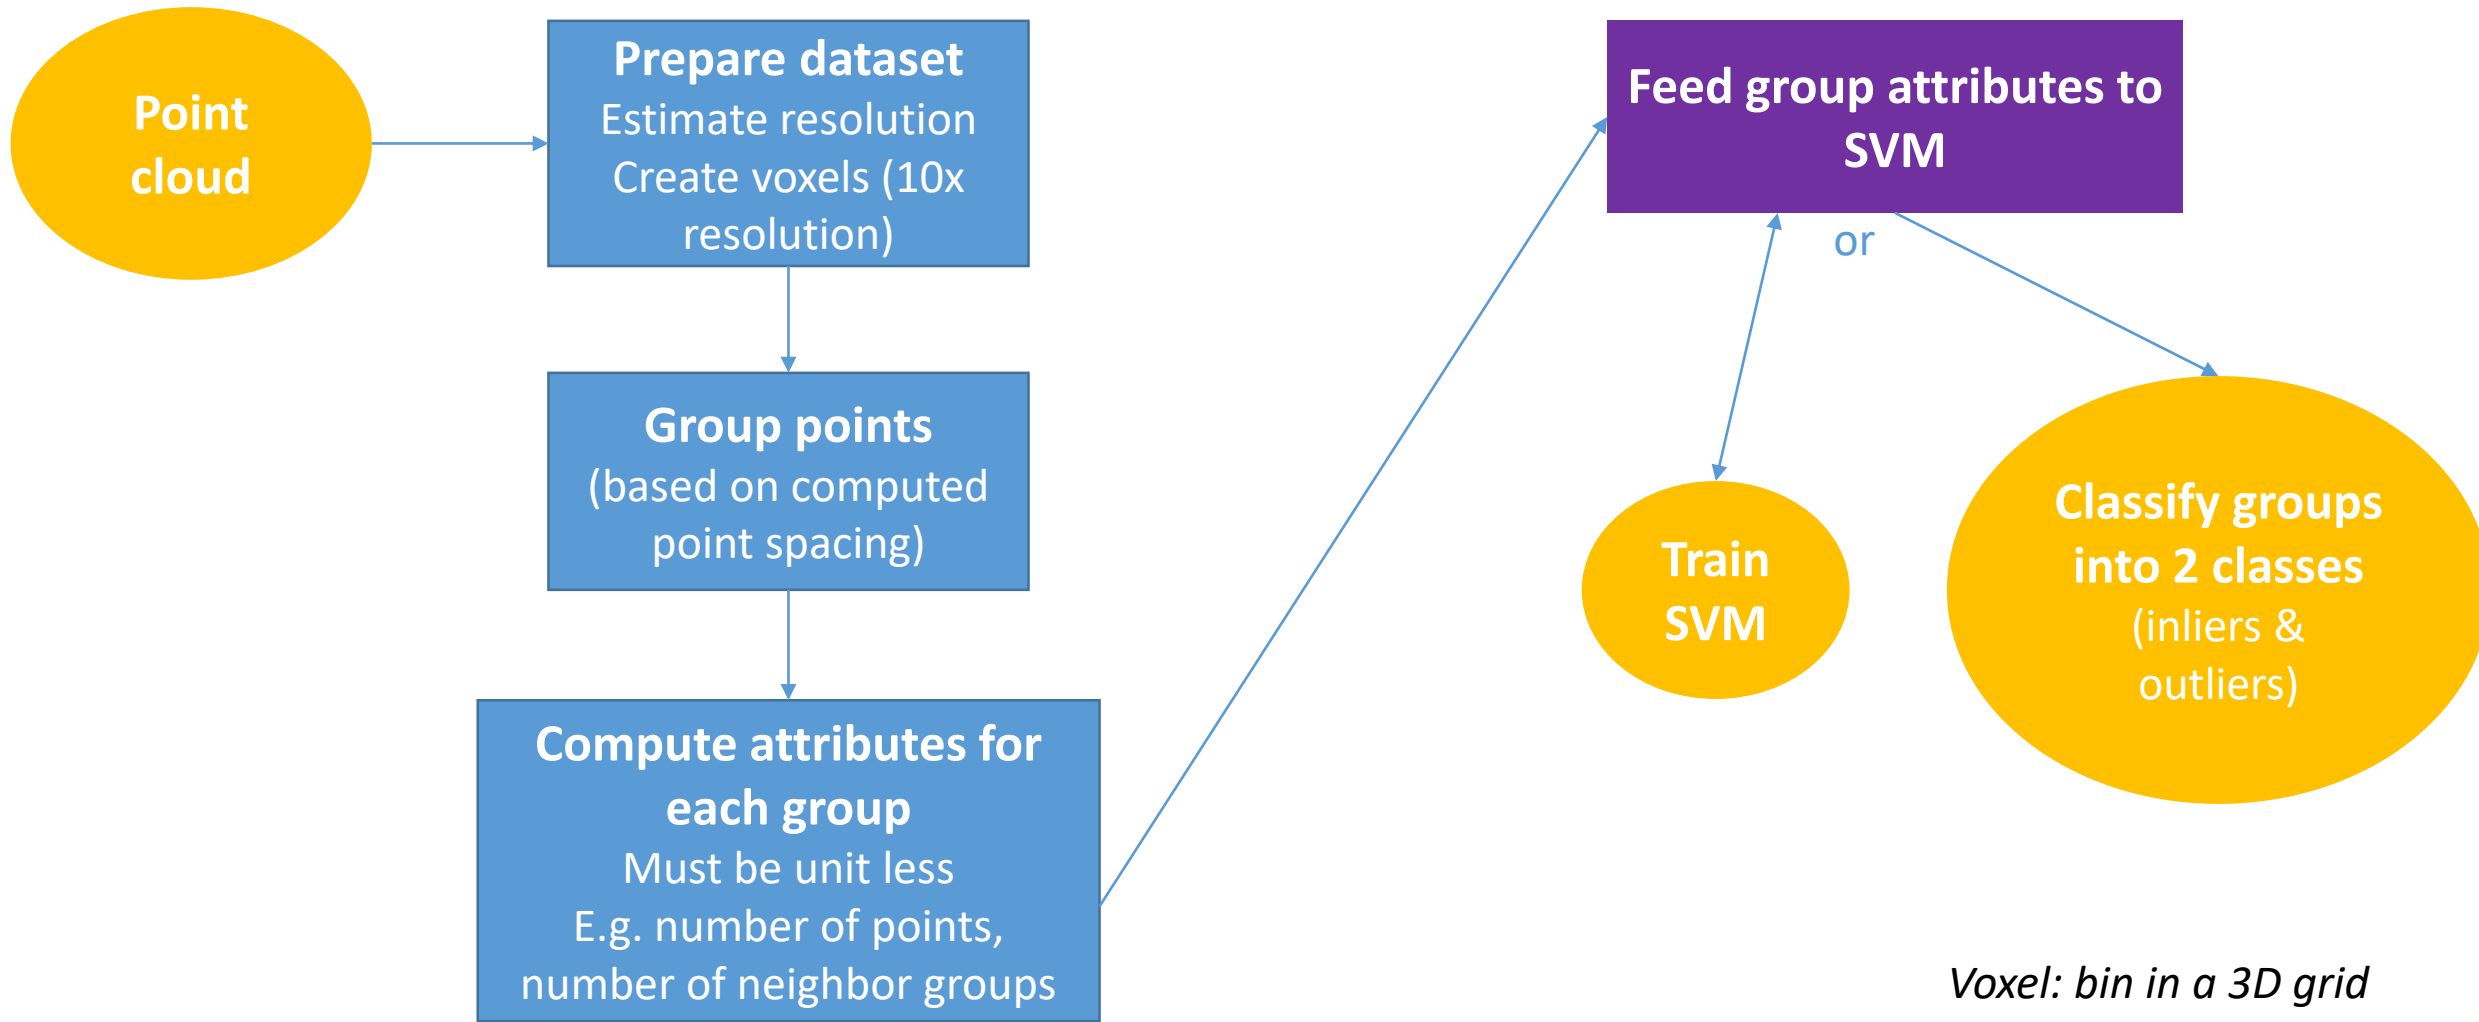 Point
cloud
Prepare dataset
Estimate resolution
Create voxels (10x
resolution)
Group points
(based on computed
point spacing)
Compute attributes for
each group
Must be unit less
E.g. number of points,
number of neighbor groups
Feed group attributes to
SVM
or
Train
SVM
Classify groups
into 2 classes
(inliers &
outliers)
Voxel: bin in a 3D grid